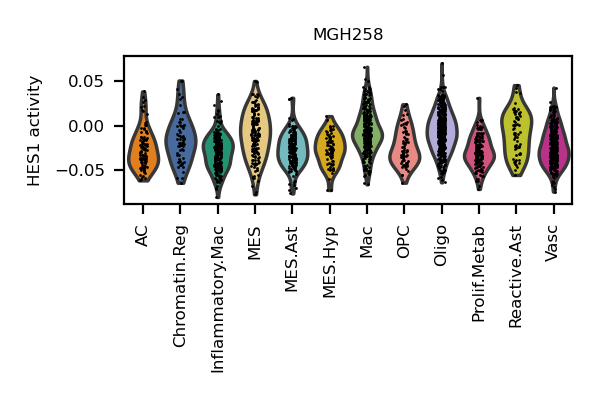 MGH258
HES1 activity
0.05
0.00
−0.05
AC
Chromatin.Reg
Inflammatory.Mac
MES
MES.Ast
MES.Hyp
Mac
OPC
Oligo
Prolif.Metab
Reactive.Ast
Vasc